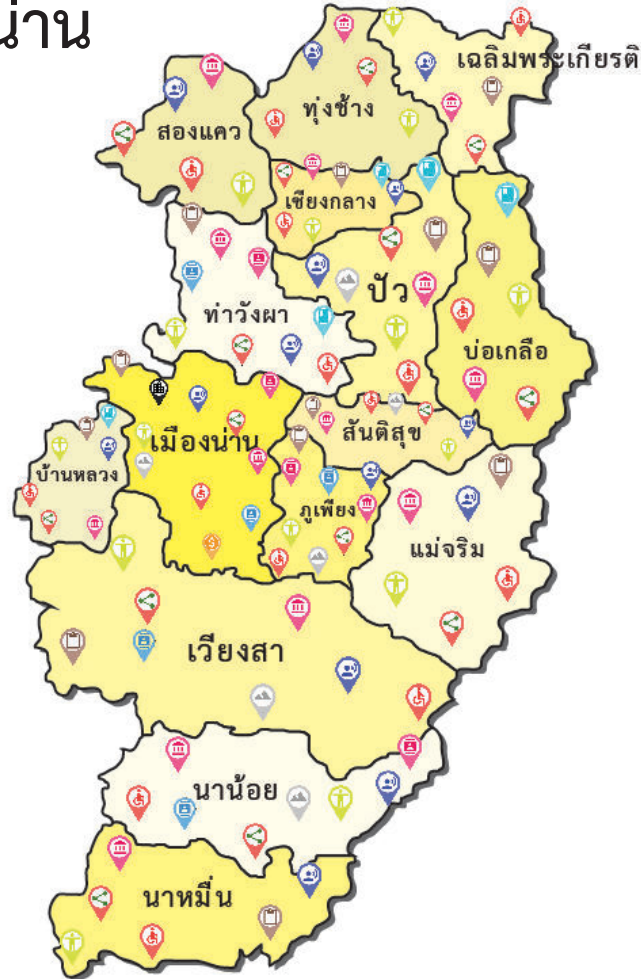 น่าน
เฉลิมพระเกียรติ
ทุ่งช้าง
สองแคว
เชียงกลาง
ปัว
ท่าวังผา
บ่อเกลือ
สันติสุข
เมืองน่าน
บ้านหลวง
ภูเพียง
แม่จริม
เวียงสา
นาน้อย
นาหมื่น